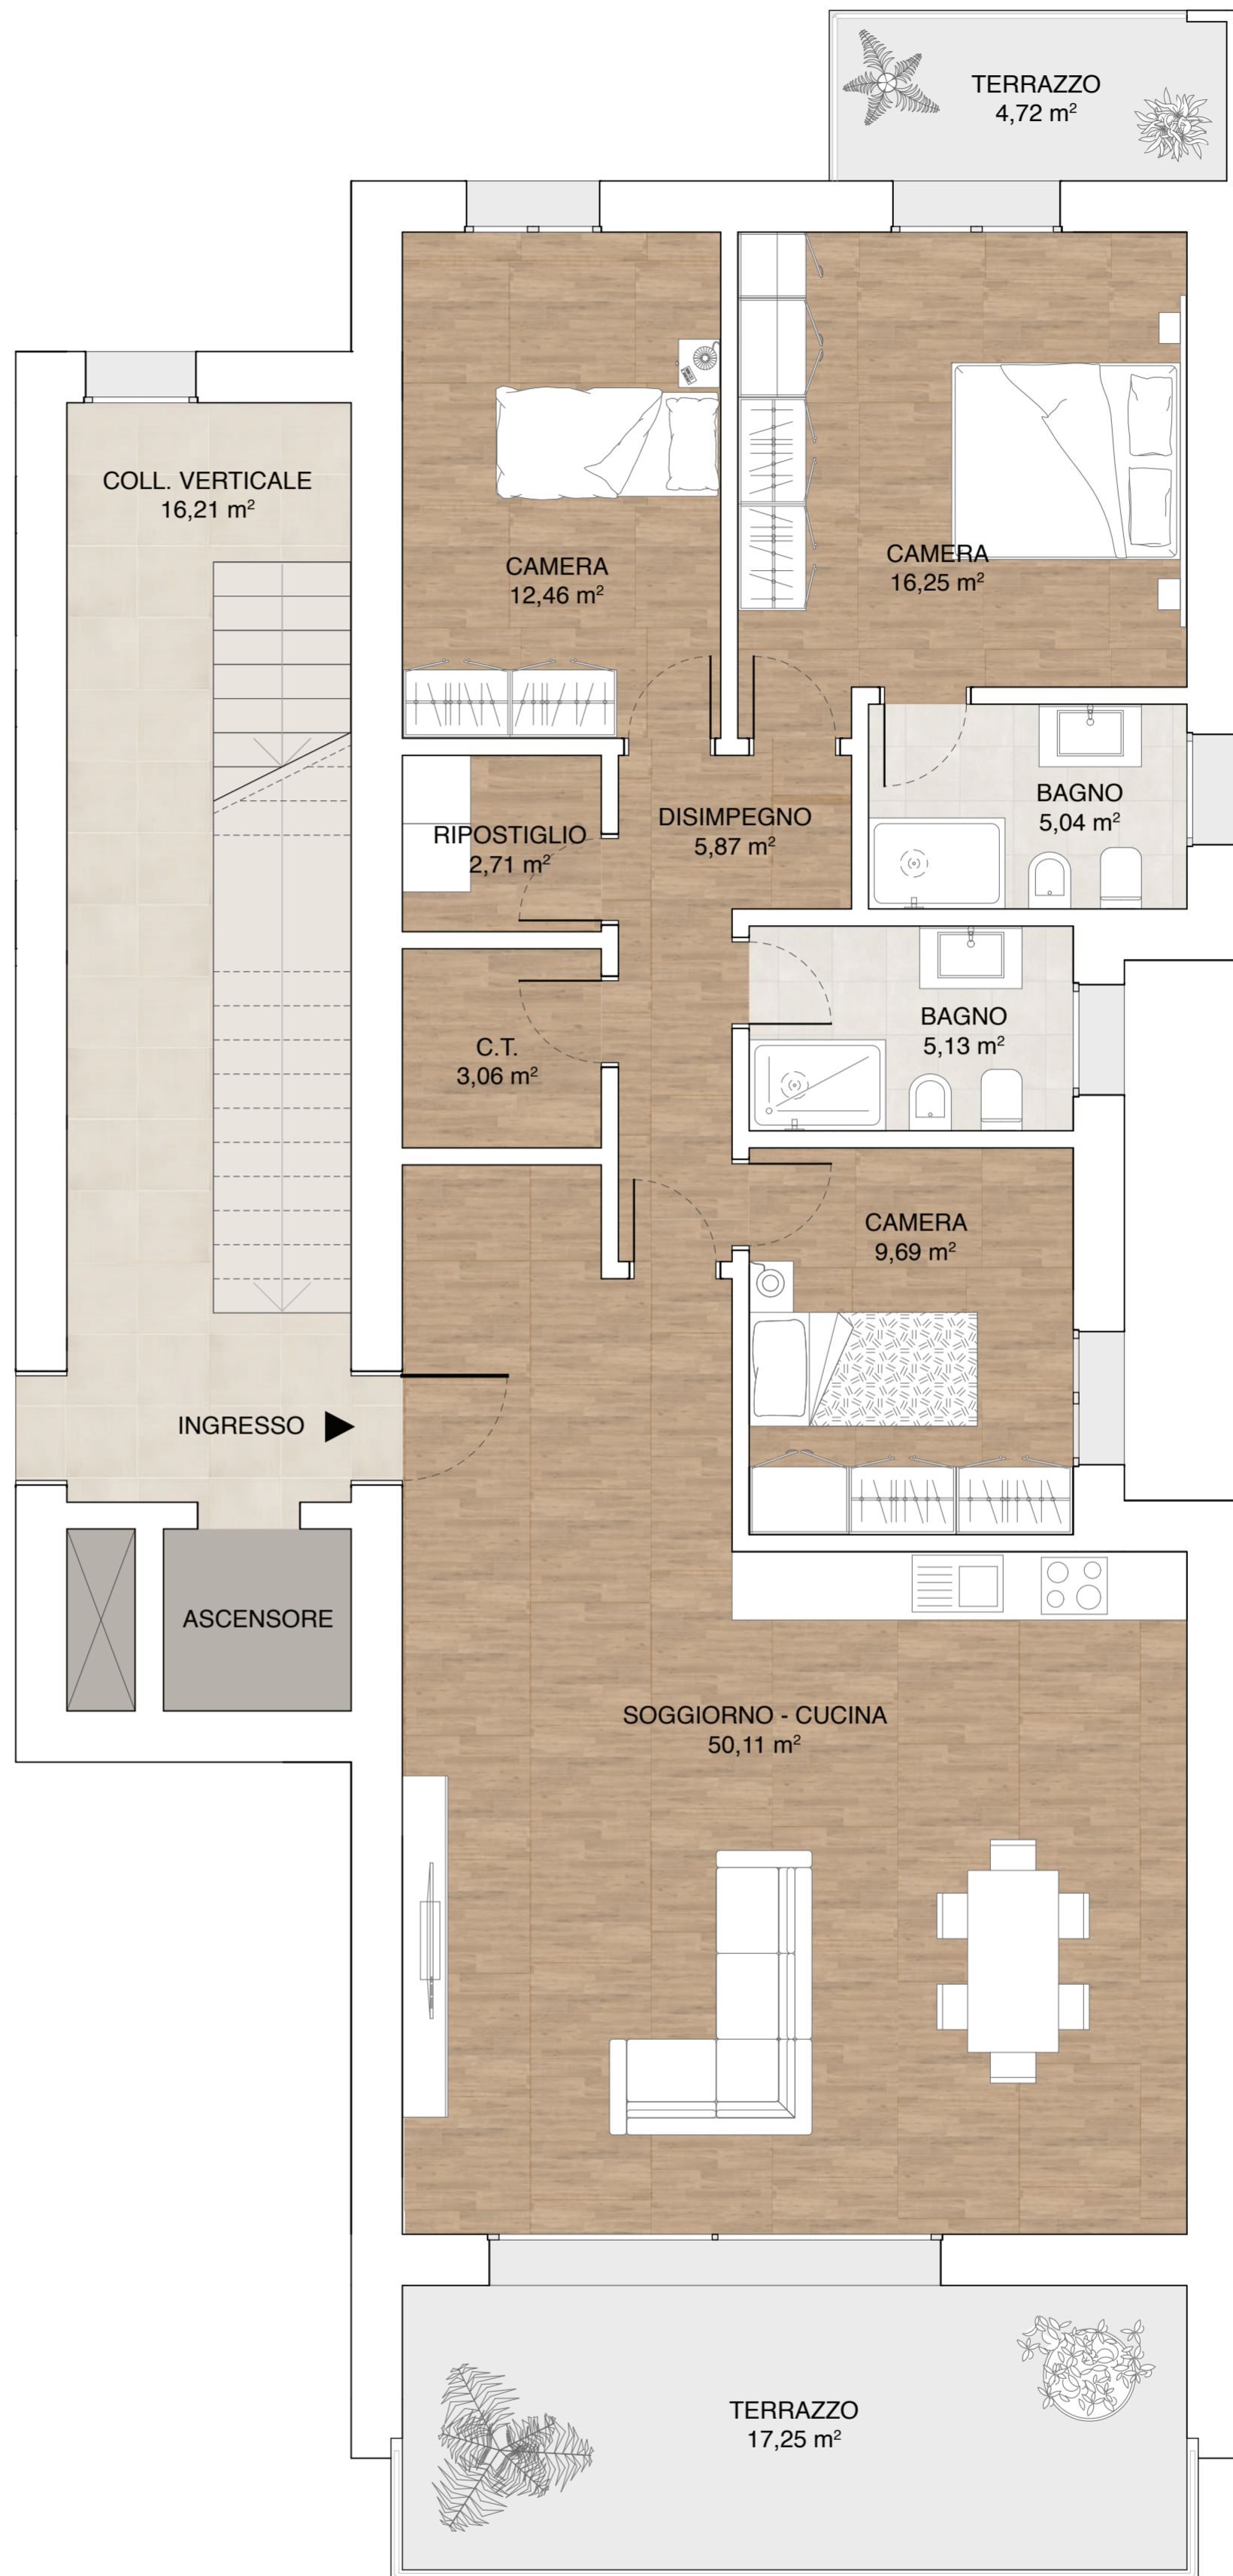 TERRAZZO
4,72 m²
COLL. VERTICALE
16,21 m²
CAMERA
12,46 m²
CAMERA
16,25 m²
RIPOSTIGLIO
2,71 m²
DISIMPEGNO
5,87 m²
BAGNO
5,04 m²
C.T.
3,06 m²
BAGNO
5,13 m²
CAMERA
9,69 m²
INGRESSO
ASCENSORE
SOGGIORNO - CUCINA
50,11 m²
TERRAZZO
17,25 m²